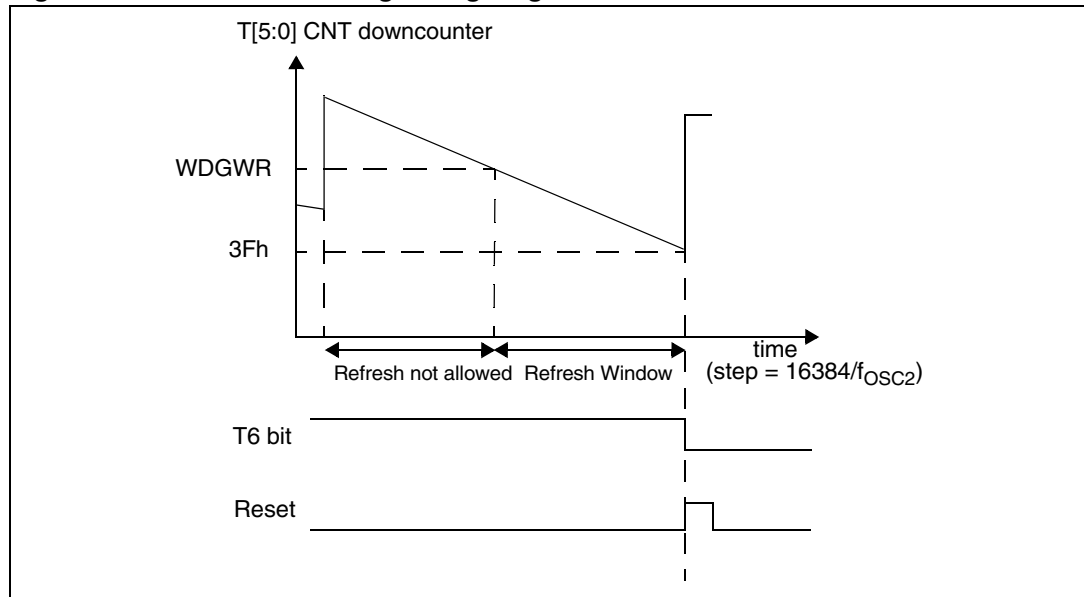 T[5:0] CNT downcounter
WDGWR
3Fh
time
Refresh not allowed Refresh Window (step = 16384/fOSC2)
T6 bit
Reset